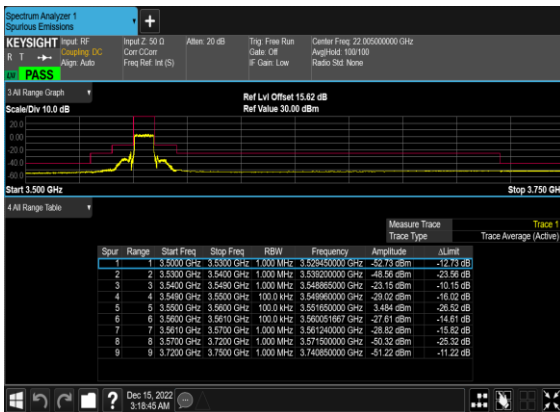 Spectrum Analyzer 1
Spurious Emissions
KEYSIGHT
R T
PASS
Input: RF
Coupling: DC
Align: Auto
Input Z: 50 Ω
Corr CCorr
Freq Ref: Int (S)
Atten: 20 dB
Trig: Free Run
Gate: Off
IF Gain: Low
Center Freq: 22.005000000 GHz
Avg|Hold: 100/100
Radio Std: None
3 All Range Graph
Scale/Div 10.0 dB
Ref Lvl Offset 15.62 dB
Ref Value 30.00 dBm
20.0
0.00
-20.0
-40.0
-60.0
Start 3.500 GHz
Stop 3.750 GH
4 All Range Table
Measure Trace Trace 1
Trace Type Trace Average (Active)
Spur Range Start Freq Stop Freq RBW Frequency Amplitude ΔLimit
1 1 3.5000 GHz 3.5300 GHz 1.000 MHz 3.529450000 GHz -52.73 dBm -12.73 dB
2 2 3.5300 GHz 3.5400 GHz 1.000 MHz 3.539200000 GHz -48.56 dBm -23.56 dB
3 3 3.5400 GHz 3.5490 GHz 1.000 MHz 3.548865000 GHz -23.15 dBm -10.15 dB
4 4 3.5490 GHz 3.5500 GHz 100.0 kHz 3.549960000 GHz -29.02 dBm -16.02 dB
5 5 3.5500 GHz 3.5600 GHz 100.0 kHz 3.551650000 GHz 3.484 dBm -26.52 dB
6 6 3.5600 GHz 3.5610 GHz 100.0 kHz 3.560051667 GHz -27.61 dBm -14.61 dB
7 7 3.5610 GHz 3.5700 GHz 1.000 MHz 3.561240000 GHz -28.82 dBm -15.82 dB
8 8 3.5700 GHz 3.7200 GHz 1.000 MHz 3.571500000 GHz -50.32 dBm -25.32 dB
9 9 3.7200 GHz 3.7500 GHz 1.000 MHz 3.740850000 GHz -51.22 dBm -11.22 dB
Dec 15, 2022
3:18:45 AM